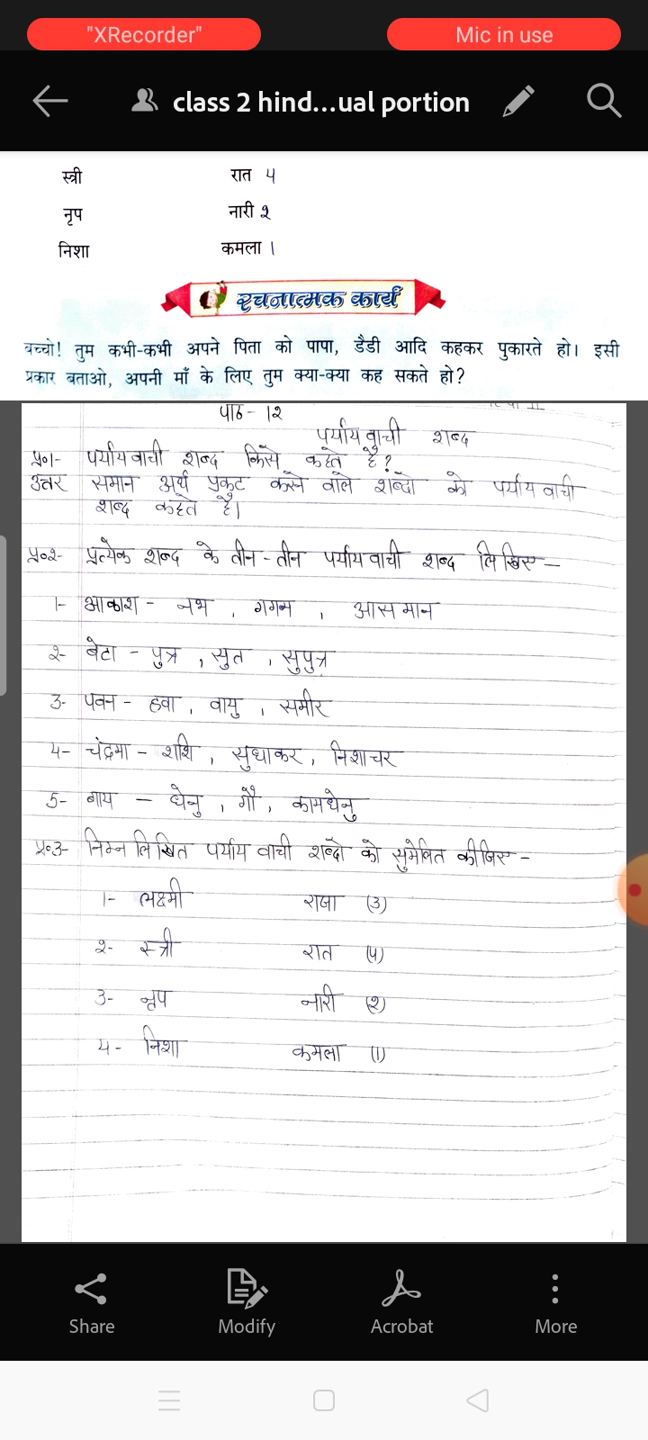 "XRecorder" Mic in use
class 2 hind...ual portion
स्त्री रात ५
नृप नारी २
निशा कमला १
रचनात्मक कार्य
बच्चो! तुम कभी-कभी अपने पिता को पापा, डैडी आदि कहकर पुकारते हो। इसी
प्रकार बताओ, अपनी माँ के लिए तुम क्या-क्या कह सकते हो?
पाठ - १२
पर्यायवाची शब्द
प्र०१- पर्यायवाची शब्द किसे कहते है?
उत्तर समान अर्थ प्रकट करने वाले शब्दो को पर्यायवाची
शब्द कहते है।
प्र०२- प्रत्येक शब्द के तीन-तीन पर्यायवाची शब्द लिखिए -
१- आकाश - नभ , गगन , आसमान
२- बेटा - पुत्र , सुत , सुपुत्र
३- पवन - हवा , वायु , समीर
४- चंद्रमा - शशि , सुधाकर , निशाचर
5- गाय - धेनु , गौ , कामधेनु
प्र०३- निम्नलिखित पर्यायवाची शब्दो को सुमेलित कीजिए -
१- लक्ष्मी राजा (३)
२- स्त्री रात (५)
३- नृप नारी (२)
४- निशा कमला (१)
Share Modify Acrobat More